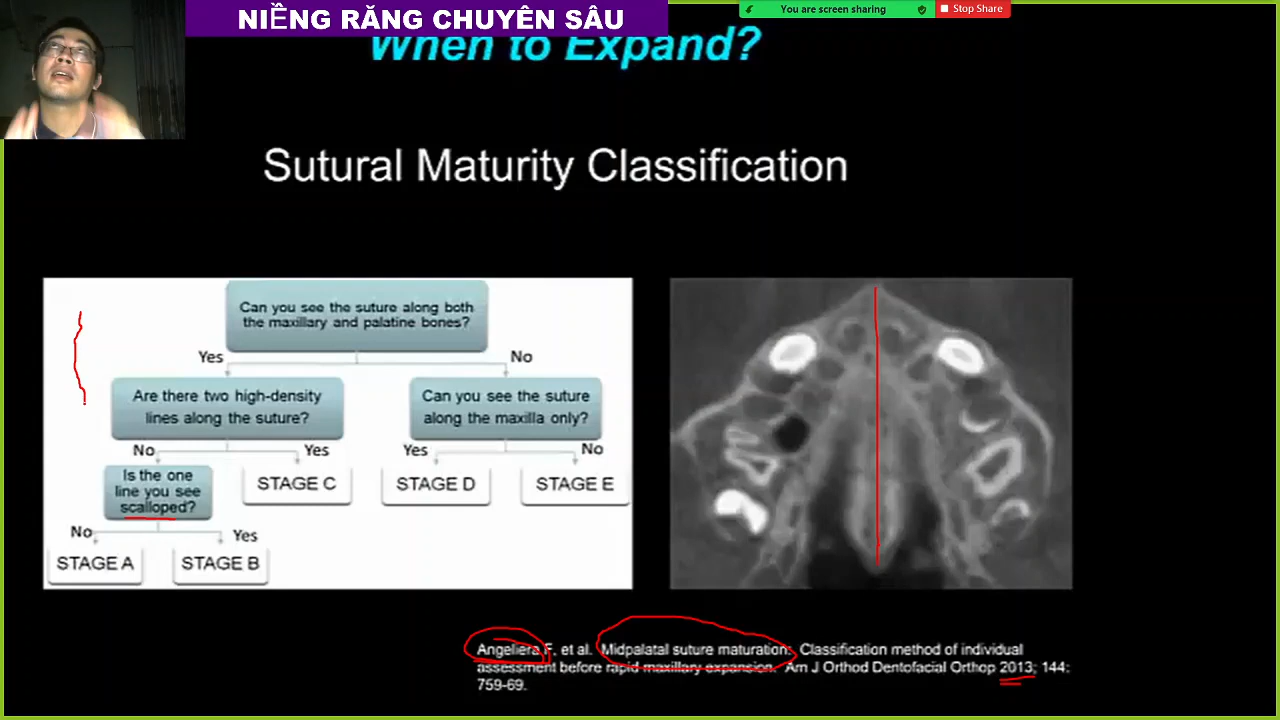 NIỀNG RĂNG CHUYÊN SÂU
You are screen sharing
Stop Share
When to Expand?
Sutural Maturity Classification
Can you see the suture along both
the maxillary and palatine bones?
Yes
No
Are there two high-density
lines along the suture?
Can you see the suture
along the maxilla only?
No
Yes
Yes
No
Is the one
line you see
scalloped?
STAGE C
STAGE D
STAGE E
No
Yes
STAGE A
STAGE B
Angeliera F, et al. Midpalatal suture maturation: Classification method of individual
assessment before rapid maxillary expansion. Am J Orthod Dentofacial Orthop 2013; 144:
759-69.